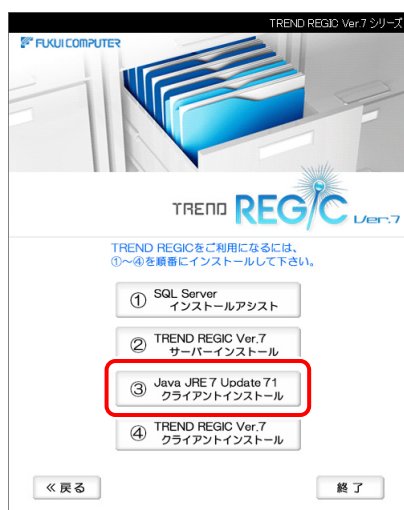 TREND REGIC Ver.7 シリーズ
FUKUI COMPUTER
TREND REGIC Ver.7
TREND REGICをご利用になるには、
①～④を順番にインストールして下さい。
① SQL Server
インストールアシスト
② TREND REGIC Ver.7
サーバーインストール
③ Java JRE 7 Update 71
クライアントインストール
④ TREND REGIC Ver.7
クライアントインストール
≪戻る
終了